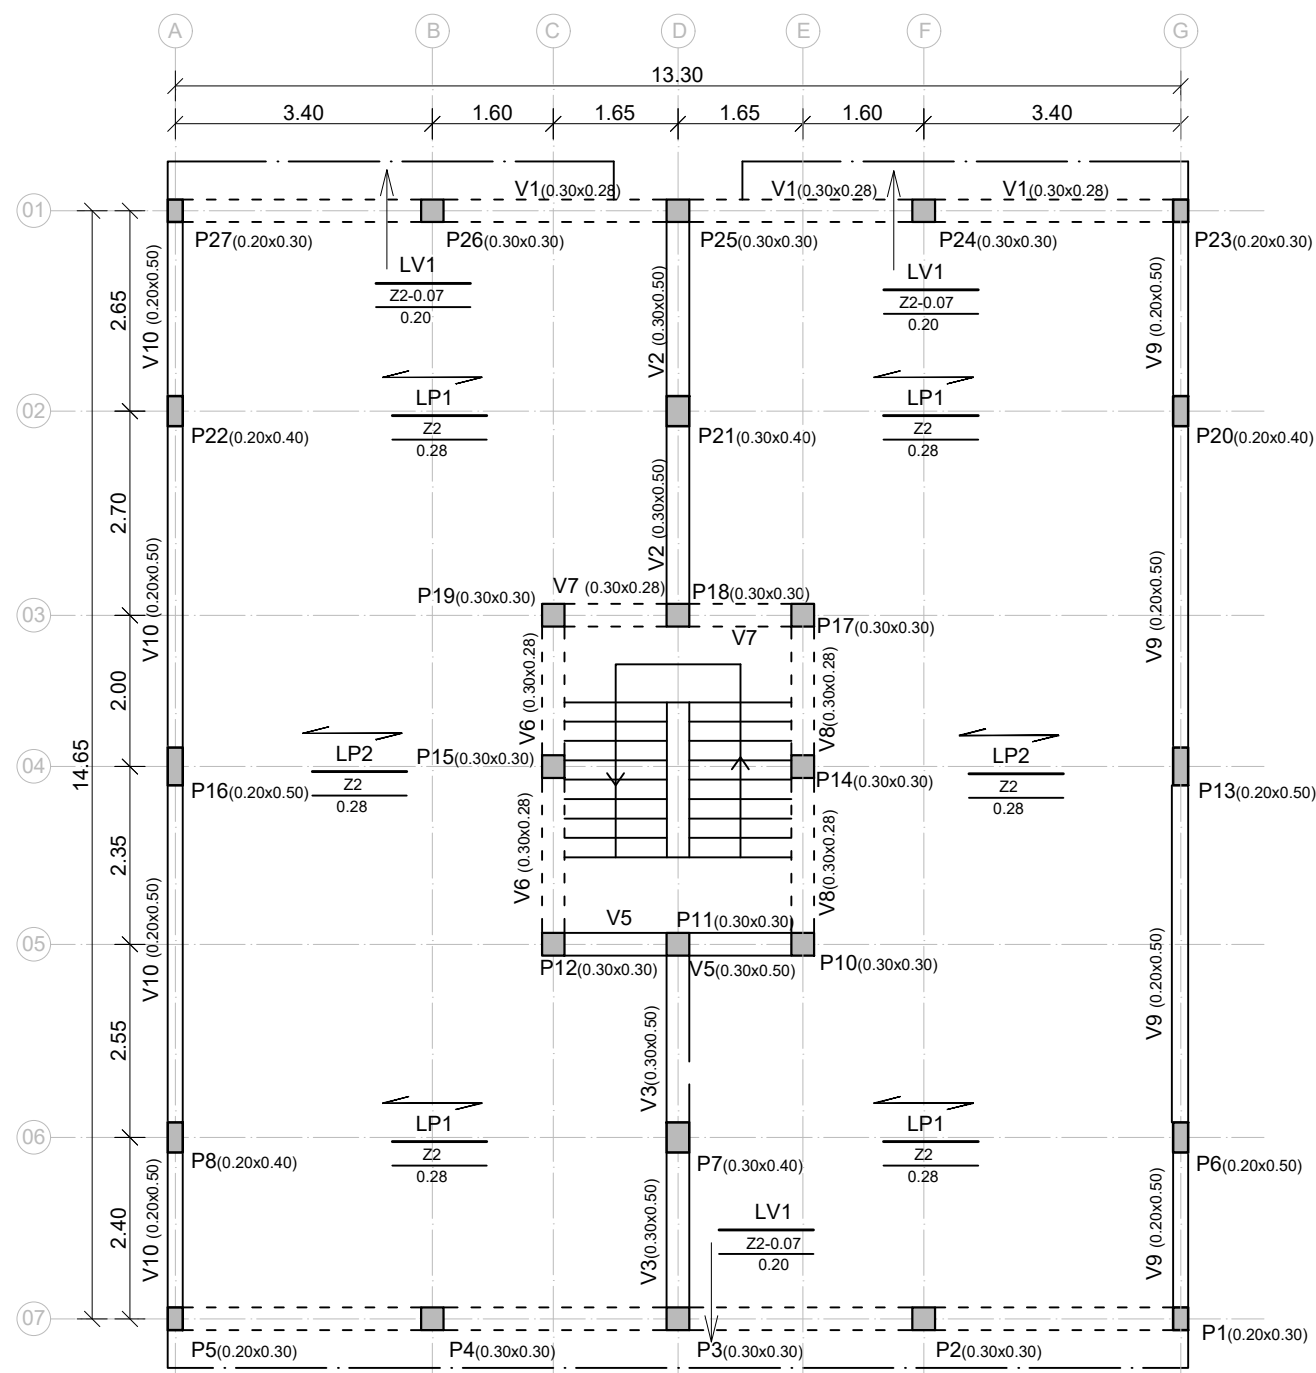 A B C D E F G
13.30
3.40 1.60 1.65 1.65 1.60 3.40
V1(0.30x0.28) V1(0.30x0.28) V1(0.30x0.28)
01
P27(0.20x0.30) P26(0.30x0.30) P25(0.30x0.30) P24(0.30x0.30) P23(0.20x0.30)
LV1 LV1
Z2-0.07 Z2-0.07
0.20 0.20
2.65
V10 (0.20x0.50)
V2 (0.30x0.50)
V9 (0.20x0.50)
LP1 LP1
02
Z2 Z2
0.28 0.28
P22(0.20x0.40) P21(0.30x0.40) P20(0.20x0.40)
2.70
V10 (0.20x0.50)
V2 (0.30x0.50)
V9 (0.20x0.50)
P19(0.30x0.30) V7 (0.30x0.28) P18(0.30x0.30)
03
P17(0.30x0.30)
V7
2.00
V6 (0.30x0.28)
V8(0.30x0.28)
14.65
LP2 P15(0.30x0.30) LP2
04
Z2 Z2
0.28 0.28
P16(0.20x0.50) P14(0.30x0.30) P13(0.20x0.50)
2.35
V6 (0.30x0.28)
V8(0.30x0.28)
V10 (0.20x0.50)
V9 (0.20x0.50)
V5 P11(0.30x0.30)
05
P12(0.30x0.30) V5(0.30x0.50) P10(0.30x0.30)
2.55
V3(0.30x0.50)
LP1 LP1
06
Z2 Z2
0.28 0.28
P8(0.20x0.40) P7(0.30x0.40) P6(0.20x0.50)
2.40
V10 (0.20x0.50)
V3(0.30x0.50)
V9 (0.20x0.50)
LV1
Z2-0.07
0.20
07
P5(0.20x0.30) P4(0.30x0.30) P3(0.30x0.30) P2(0.30x0.30) P1(0.20x0.30)